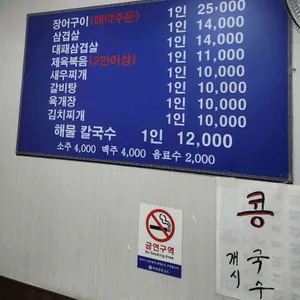 장어구이(예약주문) 1인 25,000
삼겹살 1인 14,000
대패삼겹살 1인 14,000
제육볶음(2인이상) 1인 11,000
새우찌개 1인 10,000
갈비탕 1인 10,000
육개장 1인 10,000
김치찌개 1인 10,000
해물 칼국수 1인 12,000
소주 4,000 맥주 4,000 음료수 2,000
금연구역
No Smoking Area
콩국수
개시